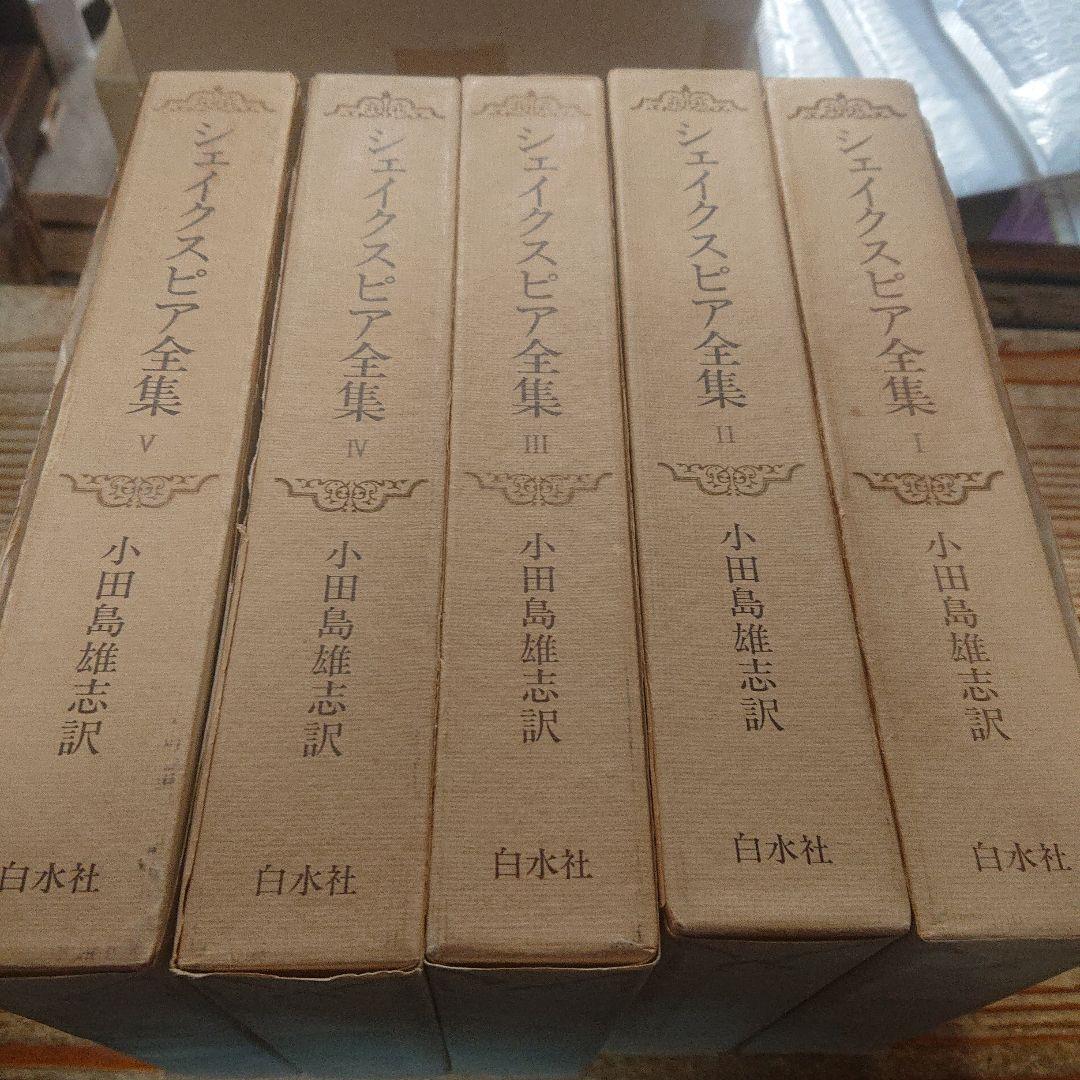 シェイクスピア全集 I
小田島雄志訳
白水社
シェイクスピア全集 II
小田島雄志訳
白水社
シェイクスピア全集 III
小田島雄志訳
白水社
シェイクスピア全集 IV
小田島雄志訳
白水社
シェイクスピア全集 V
小田島雄志訳
白水社